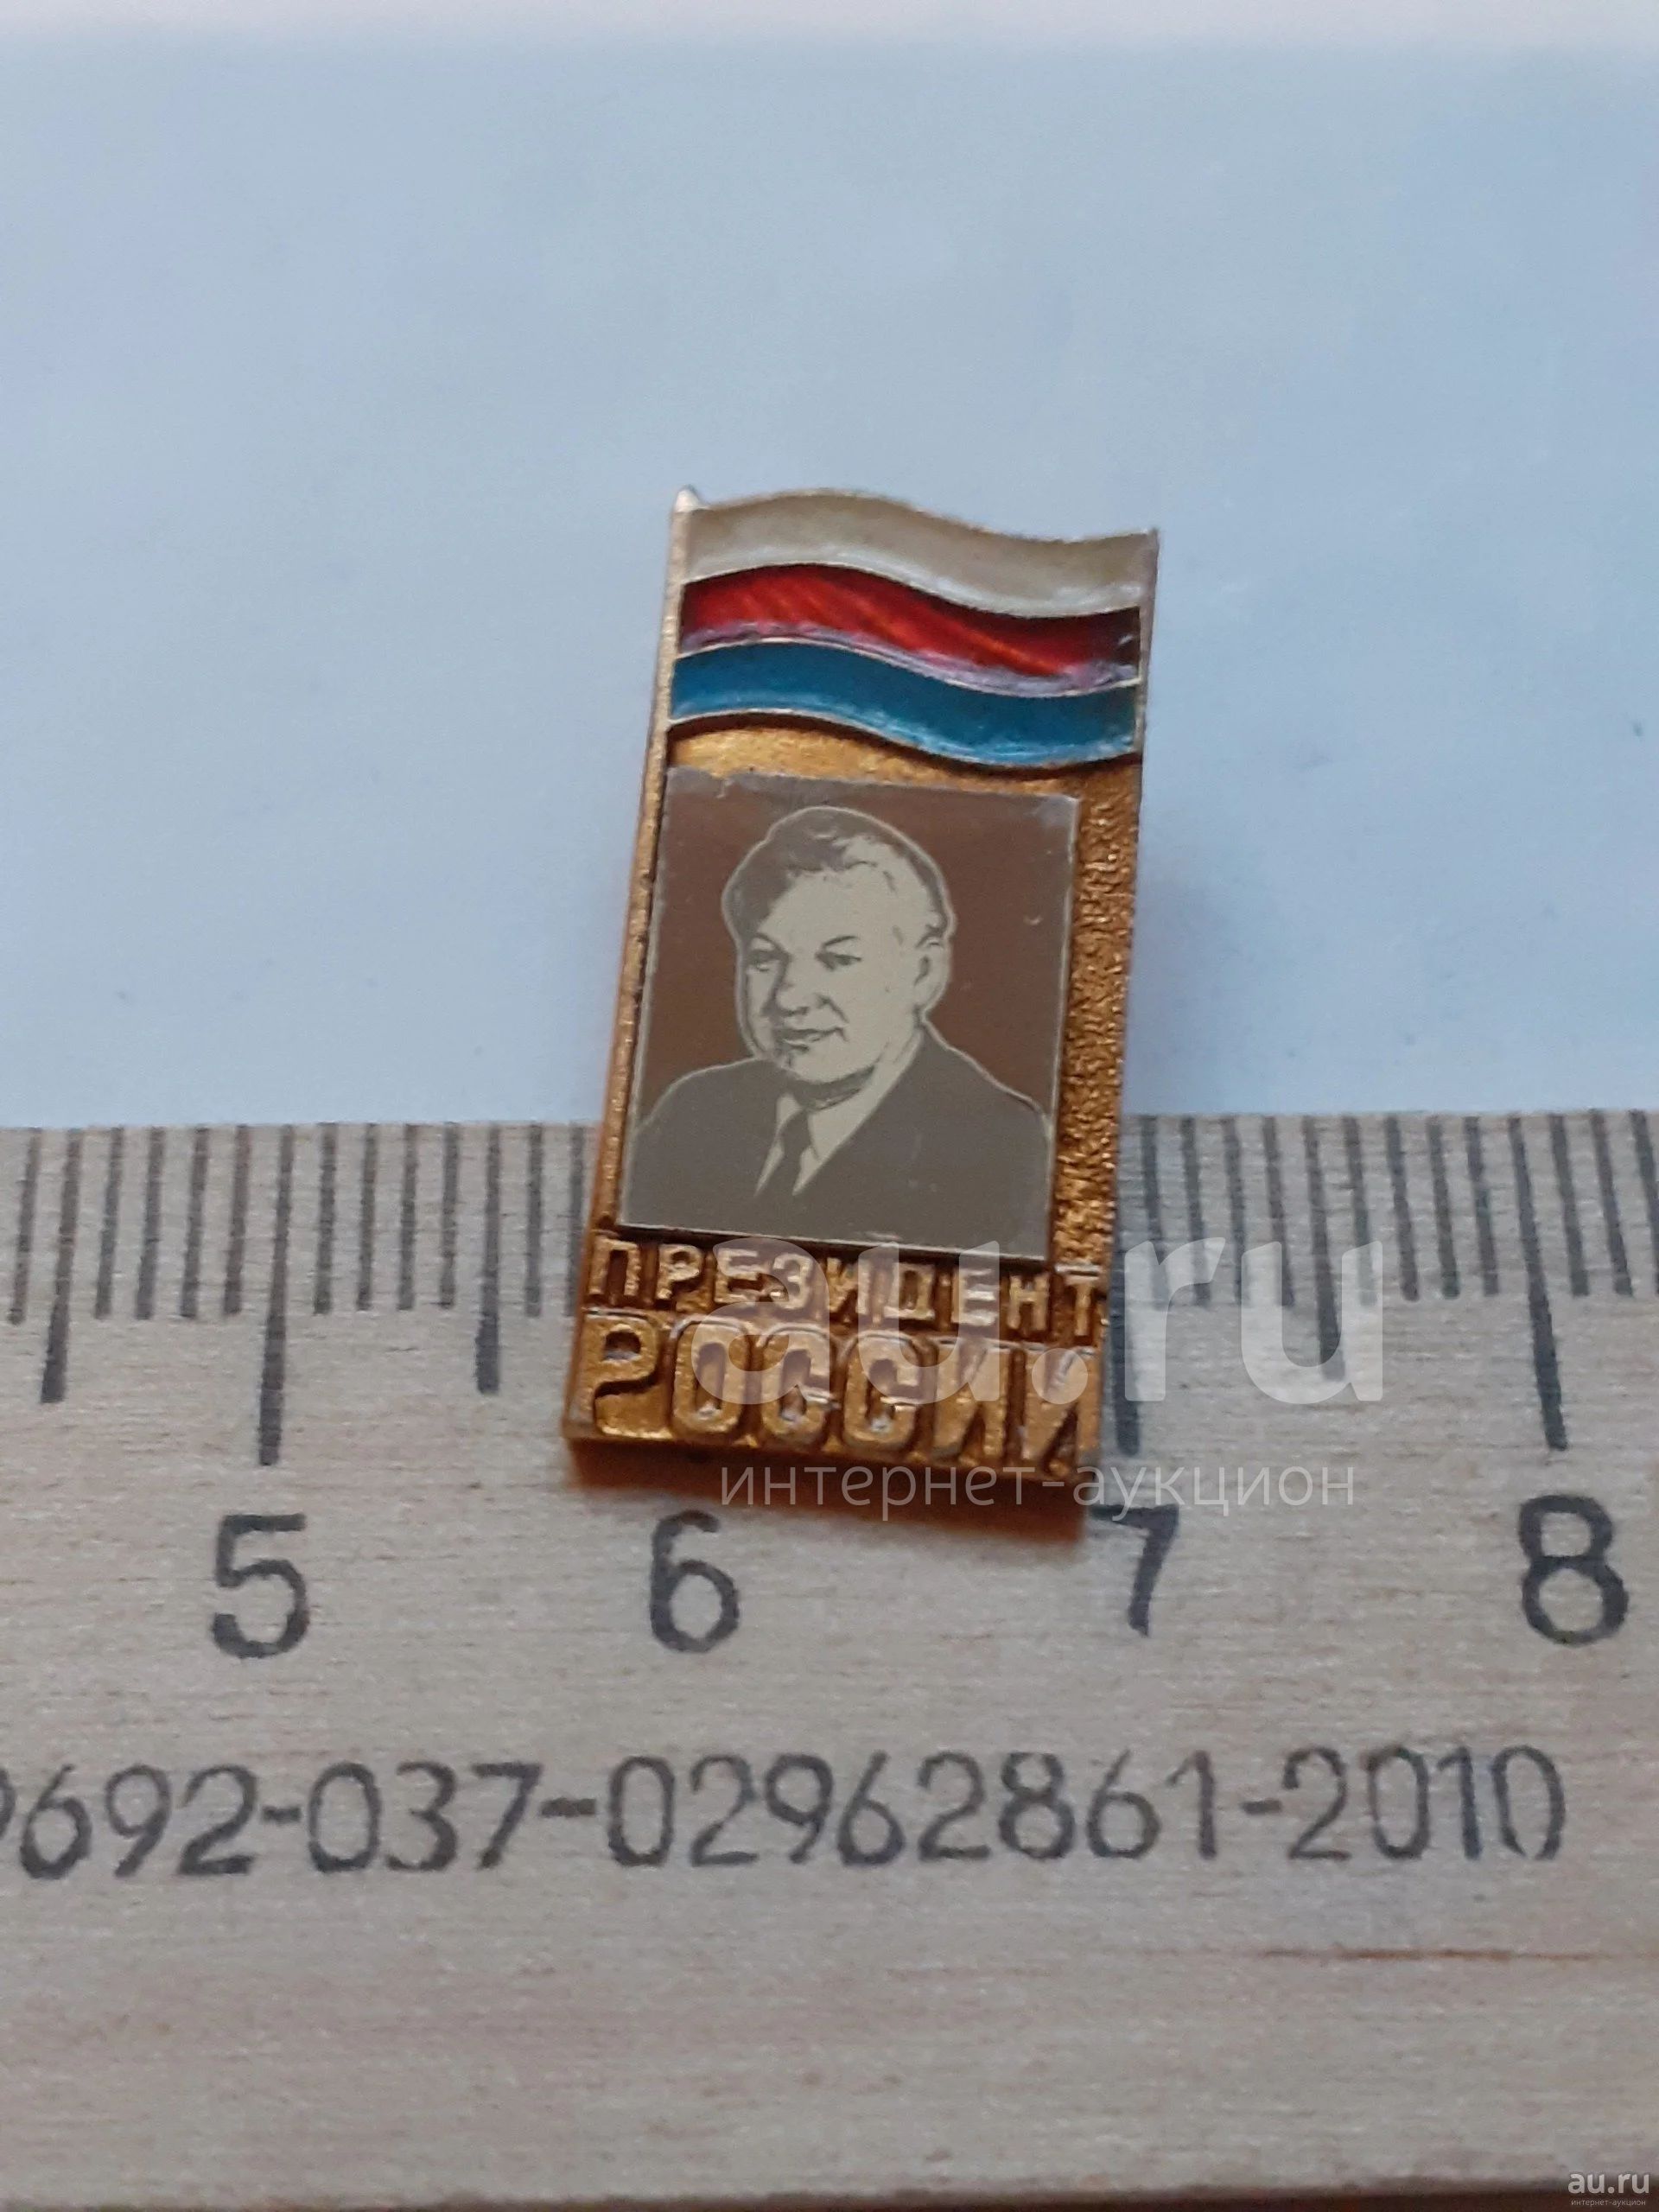 ПРЕЗИДЕНТ
РОССИИ
au.ru
интернет-аукцион
5 6 7 8
692-037-02962861-2010
au.ru
интернет-аукцион